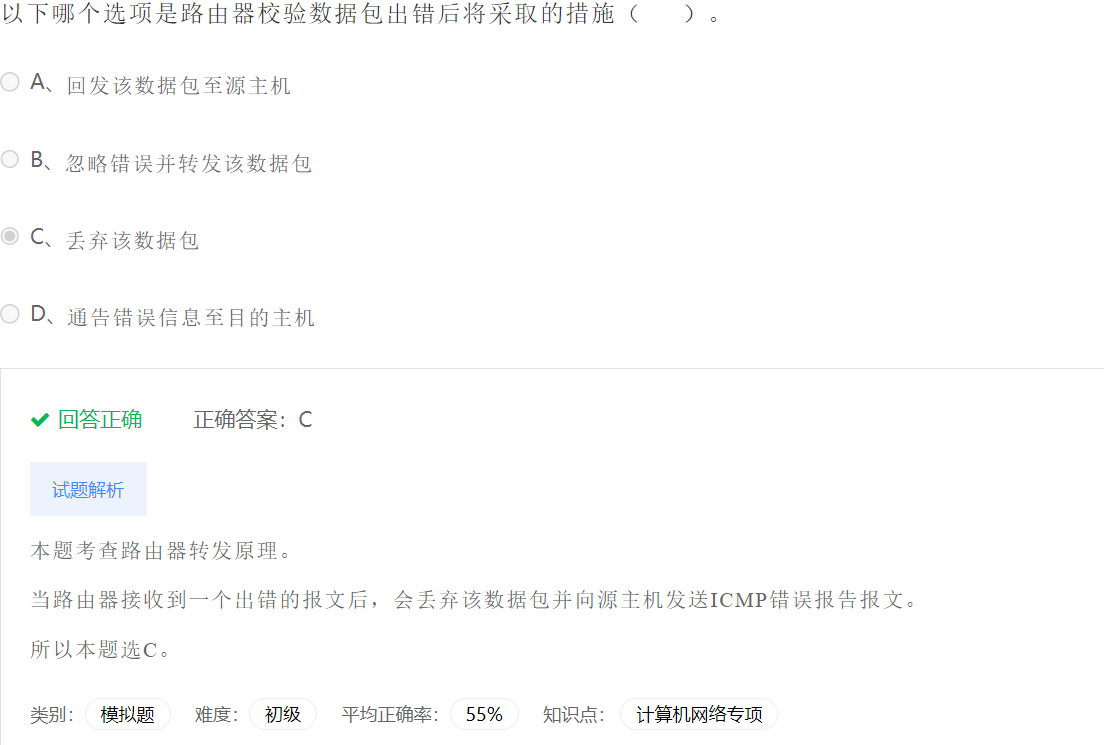 以下哪个选项是路由器校验数据包出错后将采取的措施（　　）。
A、回发该数据包至源主机
B、忽略错误并转发该数据包
C、丢弃该数据包
D、通告错误信息至目的主机
回答正确 正确答案：C
试题解析
本题考查路由器转发原理。
当路由器接收到一个出错的报文后，会丢弃该数据包并向源主机发送ICMP错误报告报文。
所以本题选C。
类别： 模拟题 难度： 初级 平均正确率： 55% 知识点： 计算机网络专项